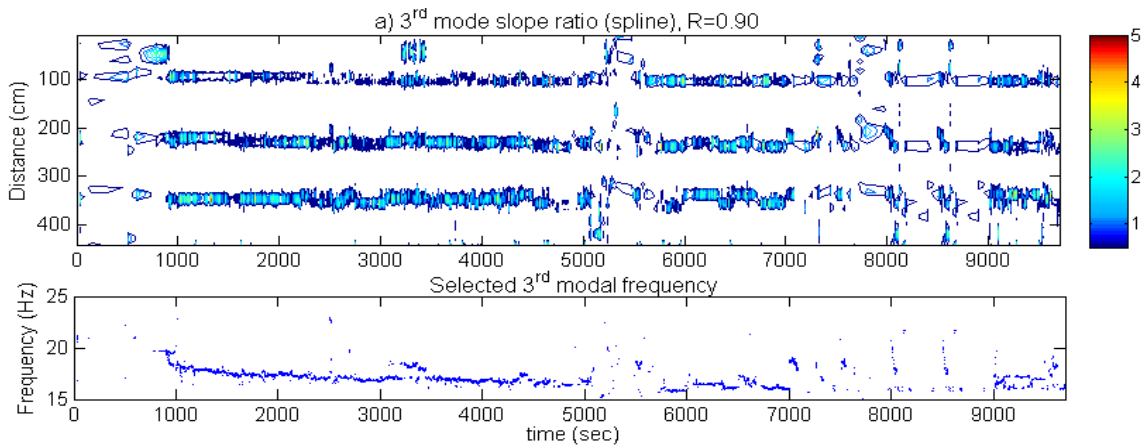 a) 3rd mode slope ratio (spline), R=0.90
Distance (cm)
100
200
300
400
0 1000 2000 3000 4000 5000 6000 7000 8000 9000
5
4
3
2
1
Selected 3rd modal frequency
Frequency (Hz)
25
20
15
0 1000 2000 3000 4000 5000 6000 7000 8000 9000
time (sec)